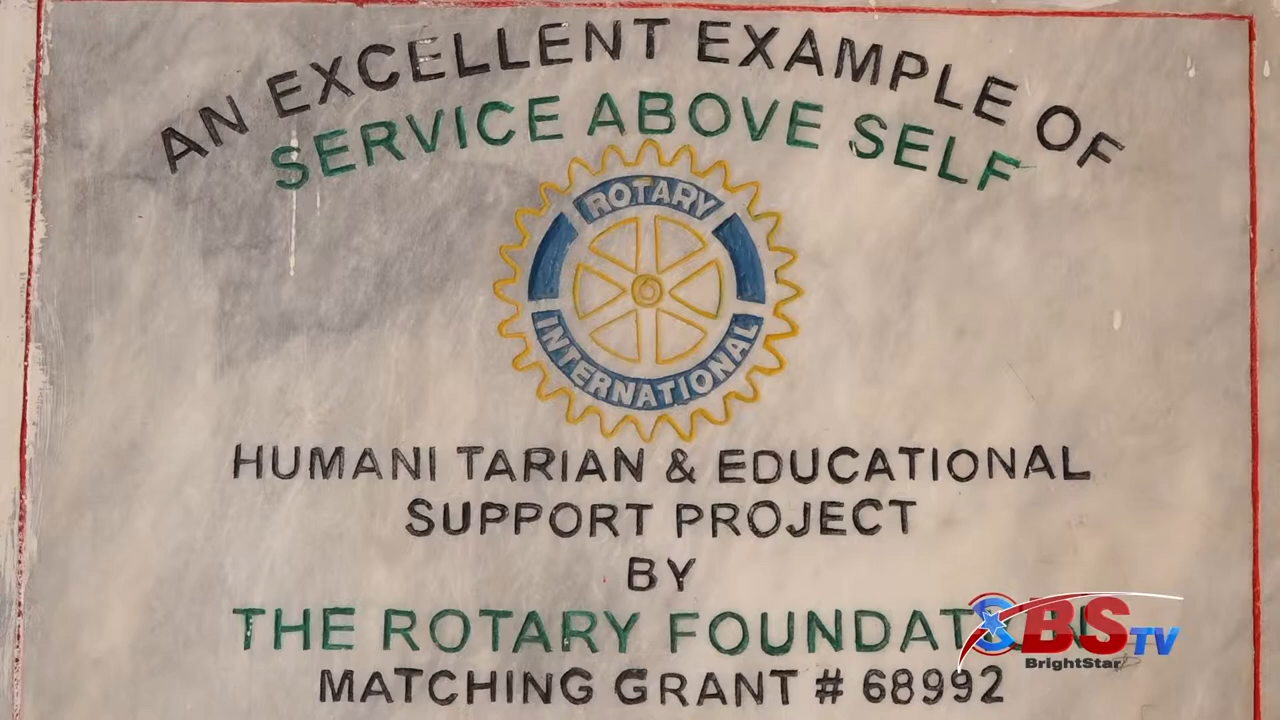 AN EXCELLENT EXAMPLE OF
SERVICE ABOVE SELF
ROTARY
INTERNATIONAL
HUMANI TARIAN & EDUCATIONAL
SUPPORT PROJECT
BY
THE ROTARY
BS TV
BrightStar
MATCHING GRANT # 68992